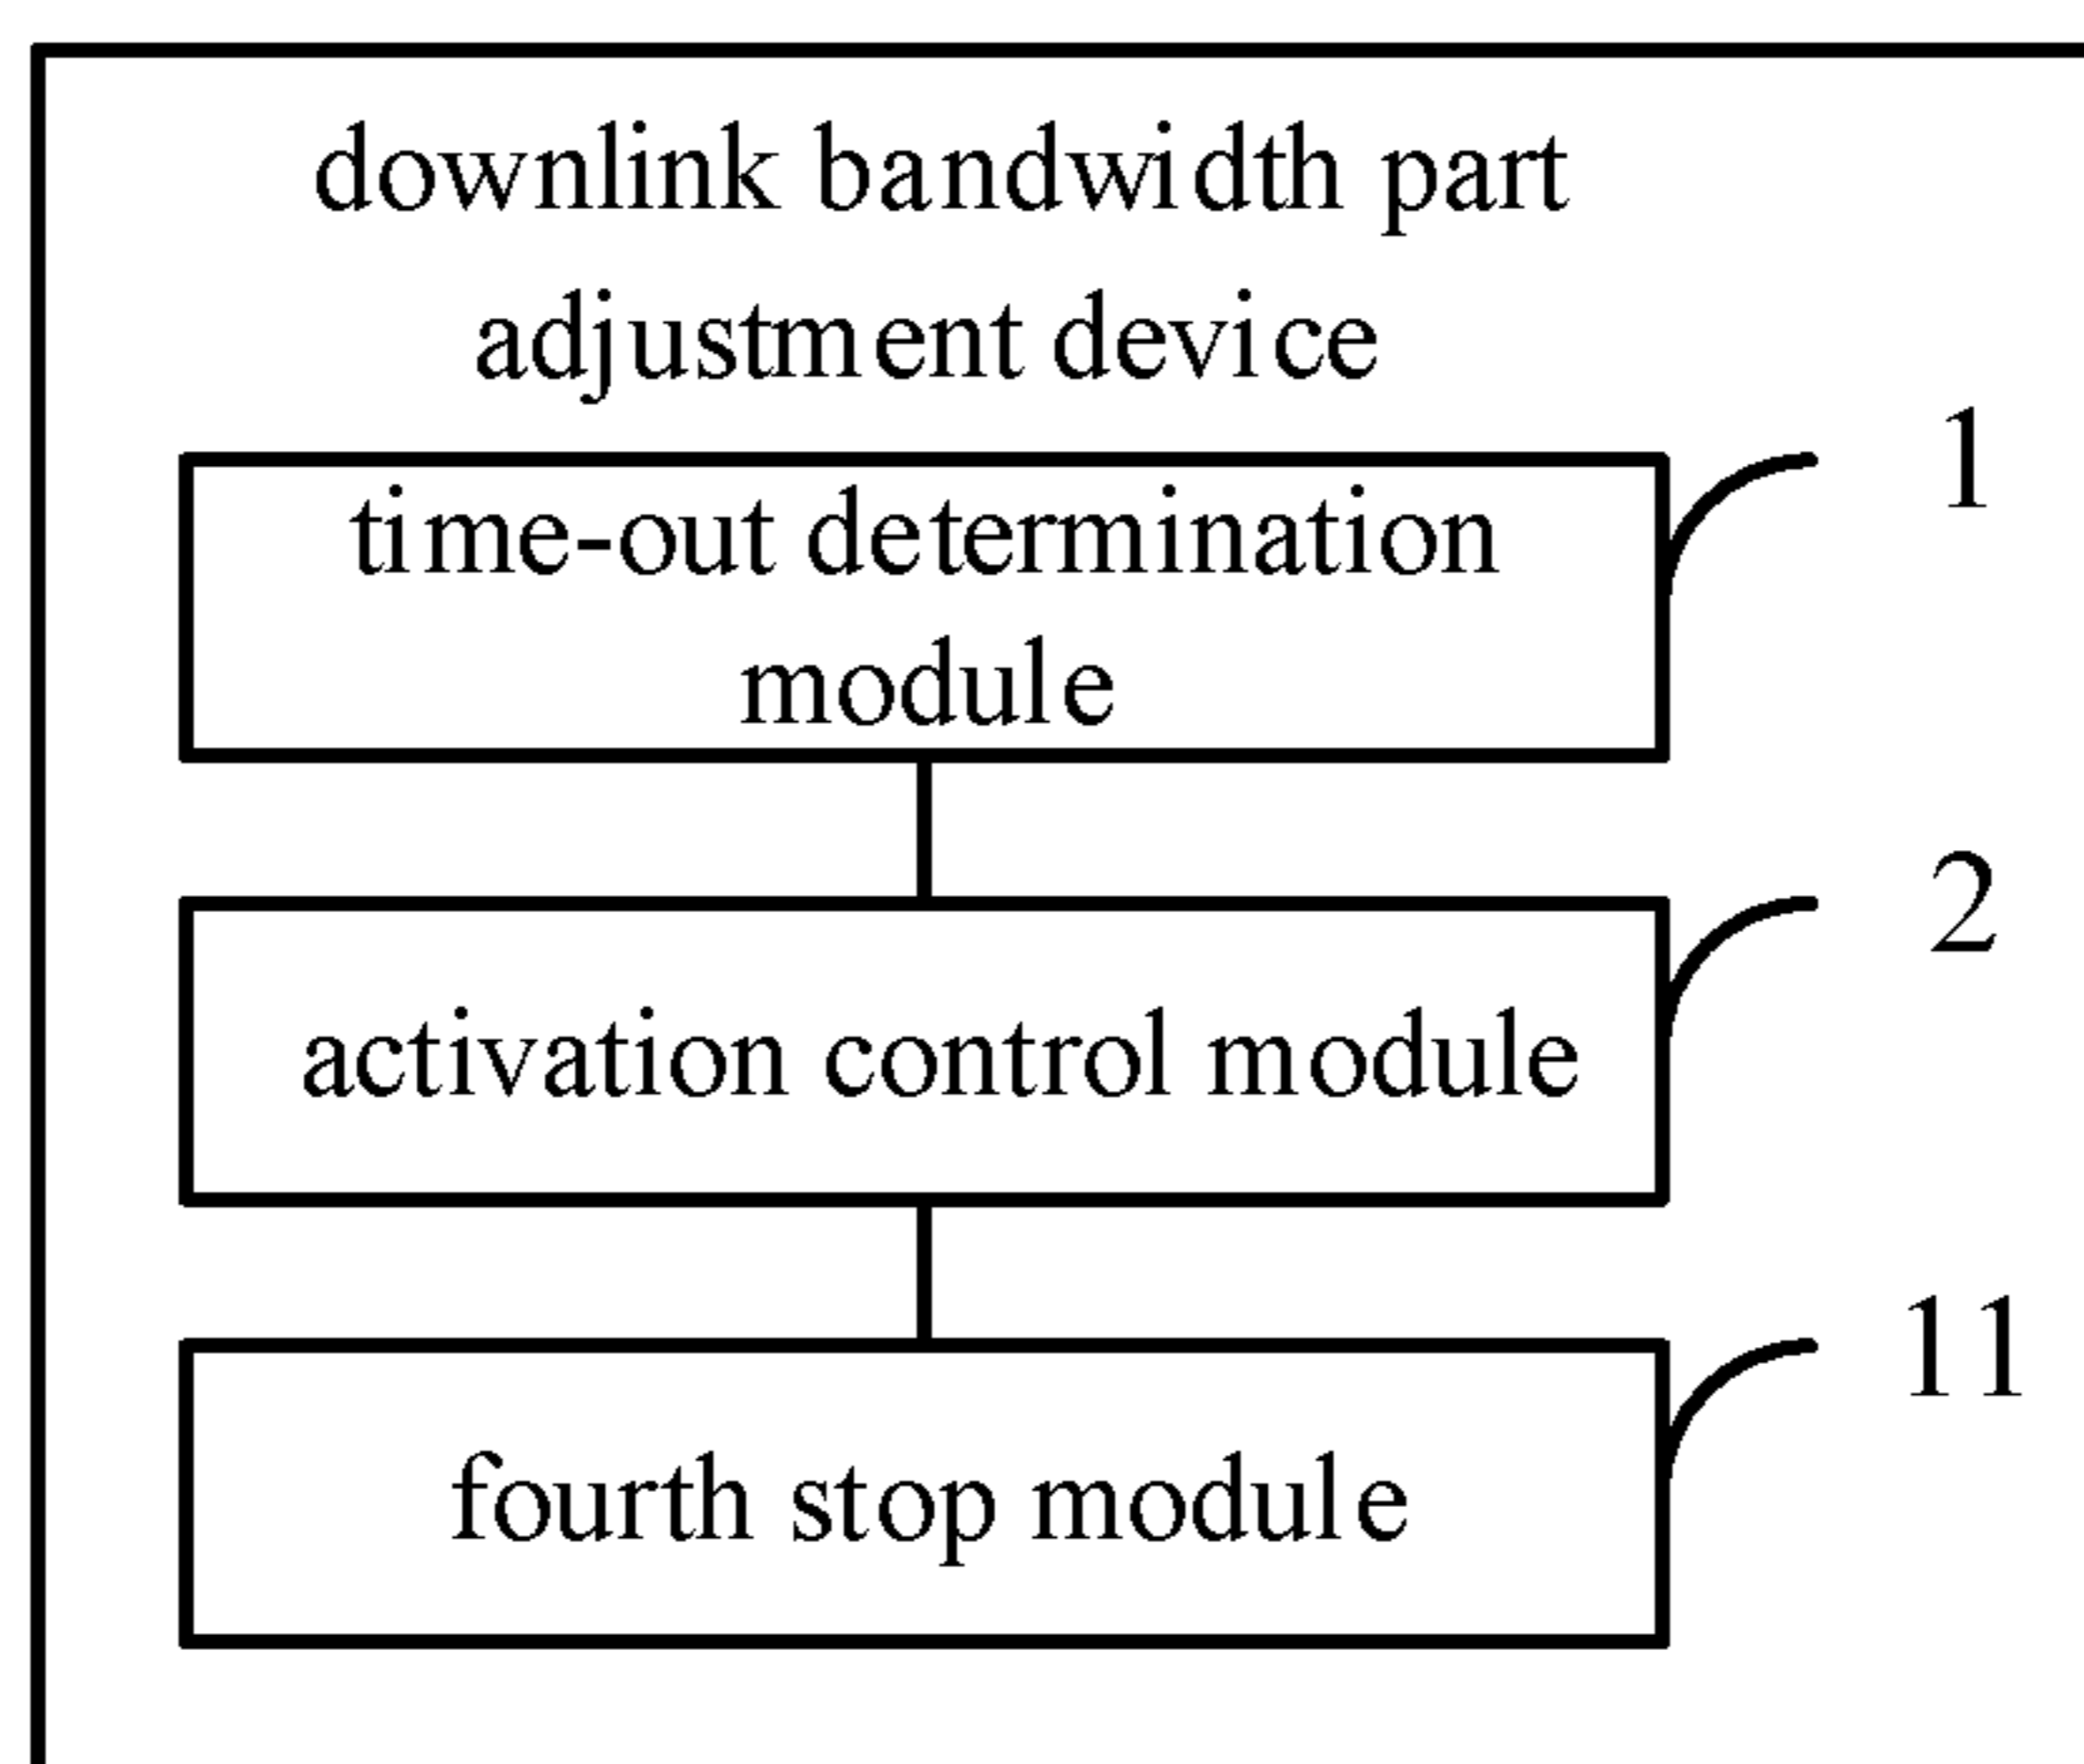 downlink bandwidth part
adjustment device
1
time-out determination
module
2
activation control module
11
fourth stop module